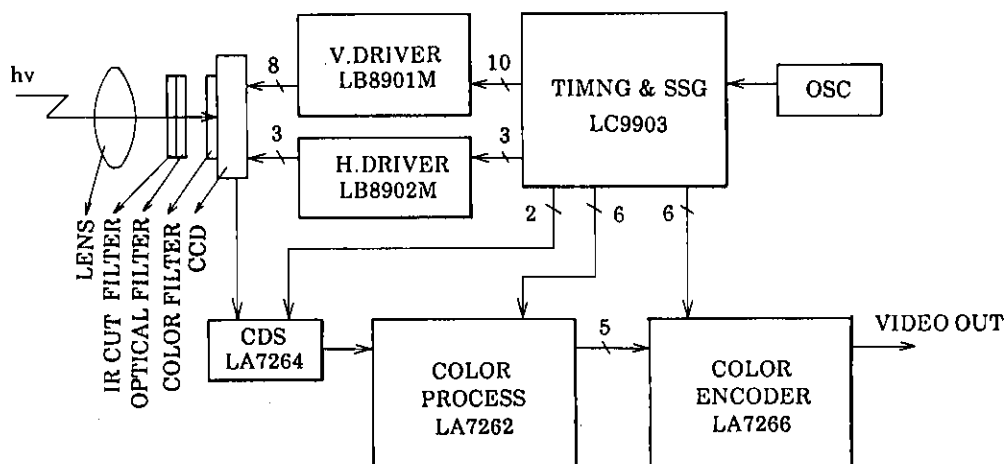 hν
LENS
IR CUT FILTER
OPTICAL FILTER
COLOR FILTER
CCD
8
3
V.DRIVER
LB8901M
H.DRIVER
LB8902M
10
3
TIMNG & SSG
LC9903
OSC
2
6
6
CDS
LA7264
COLOR
PROCESS
LA7262
5
COLOR
ENCODER
LA7266
VIDEO OUT